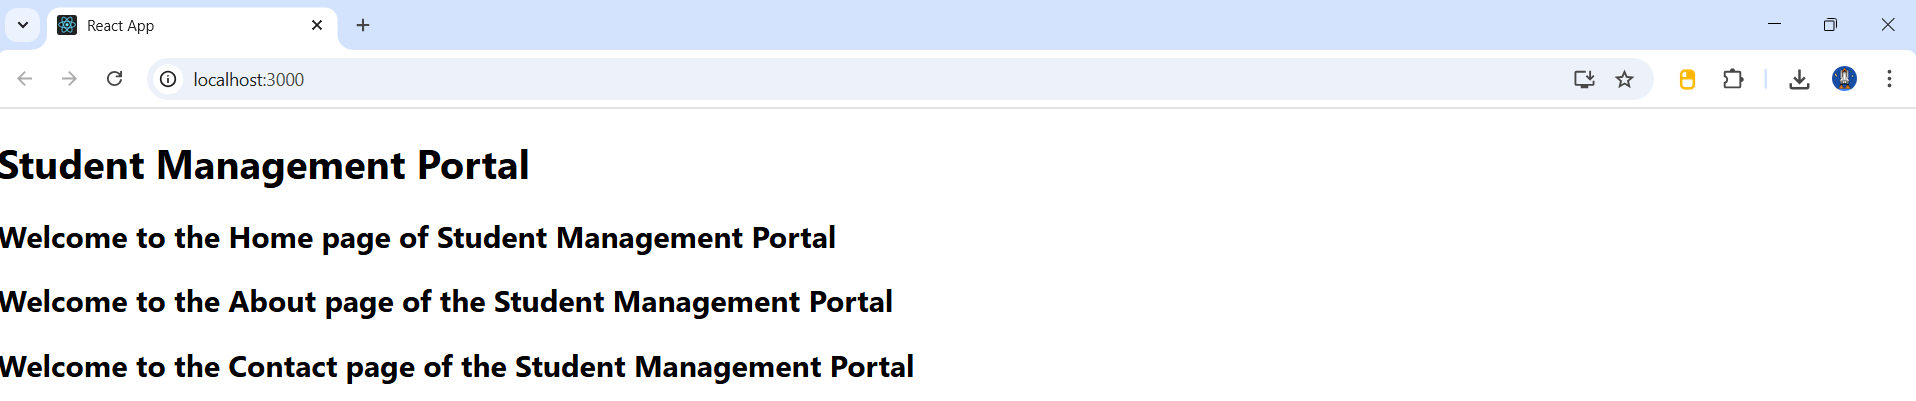 React App
localhost:3000
Student Management Portal
Welcome to the Home page of Student Management Portal
Welcome to the About page of the Student Management Portal
Welcome to the Contact page of the Student Management Portal